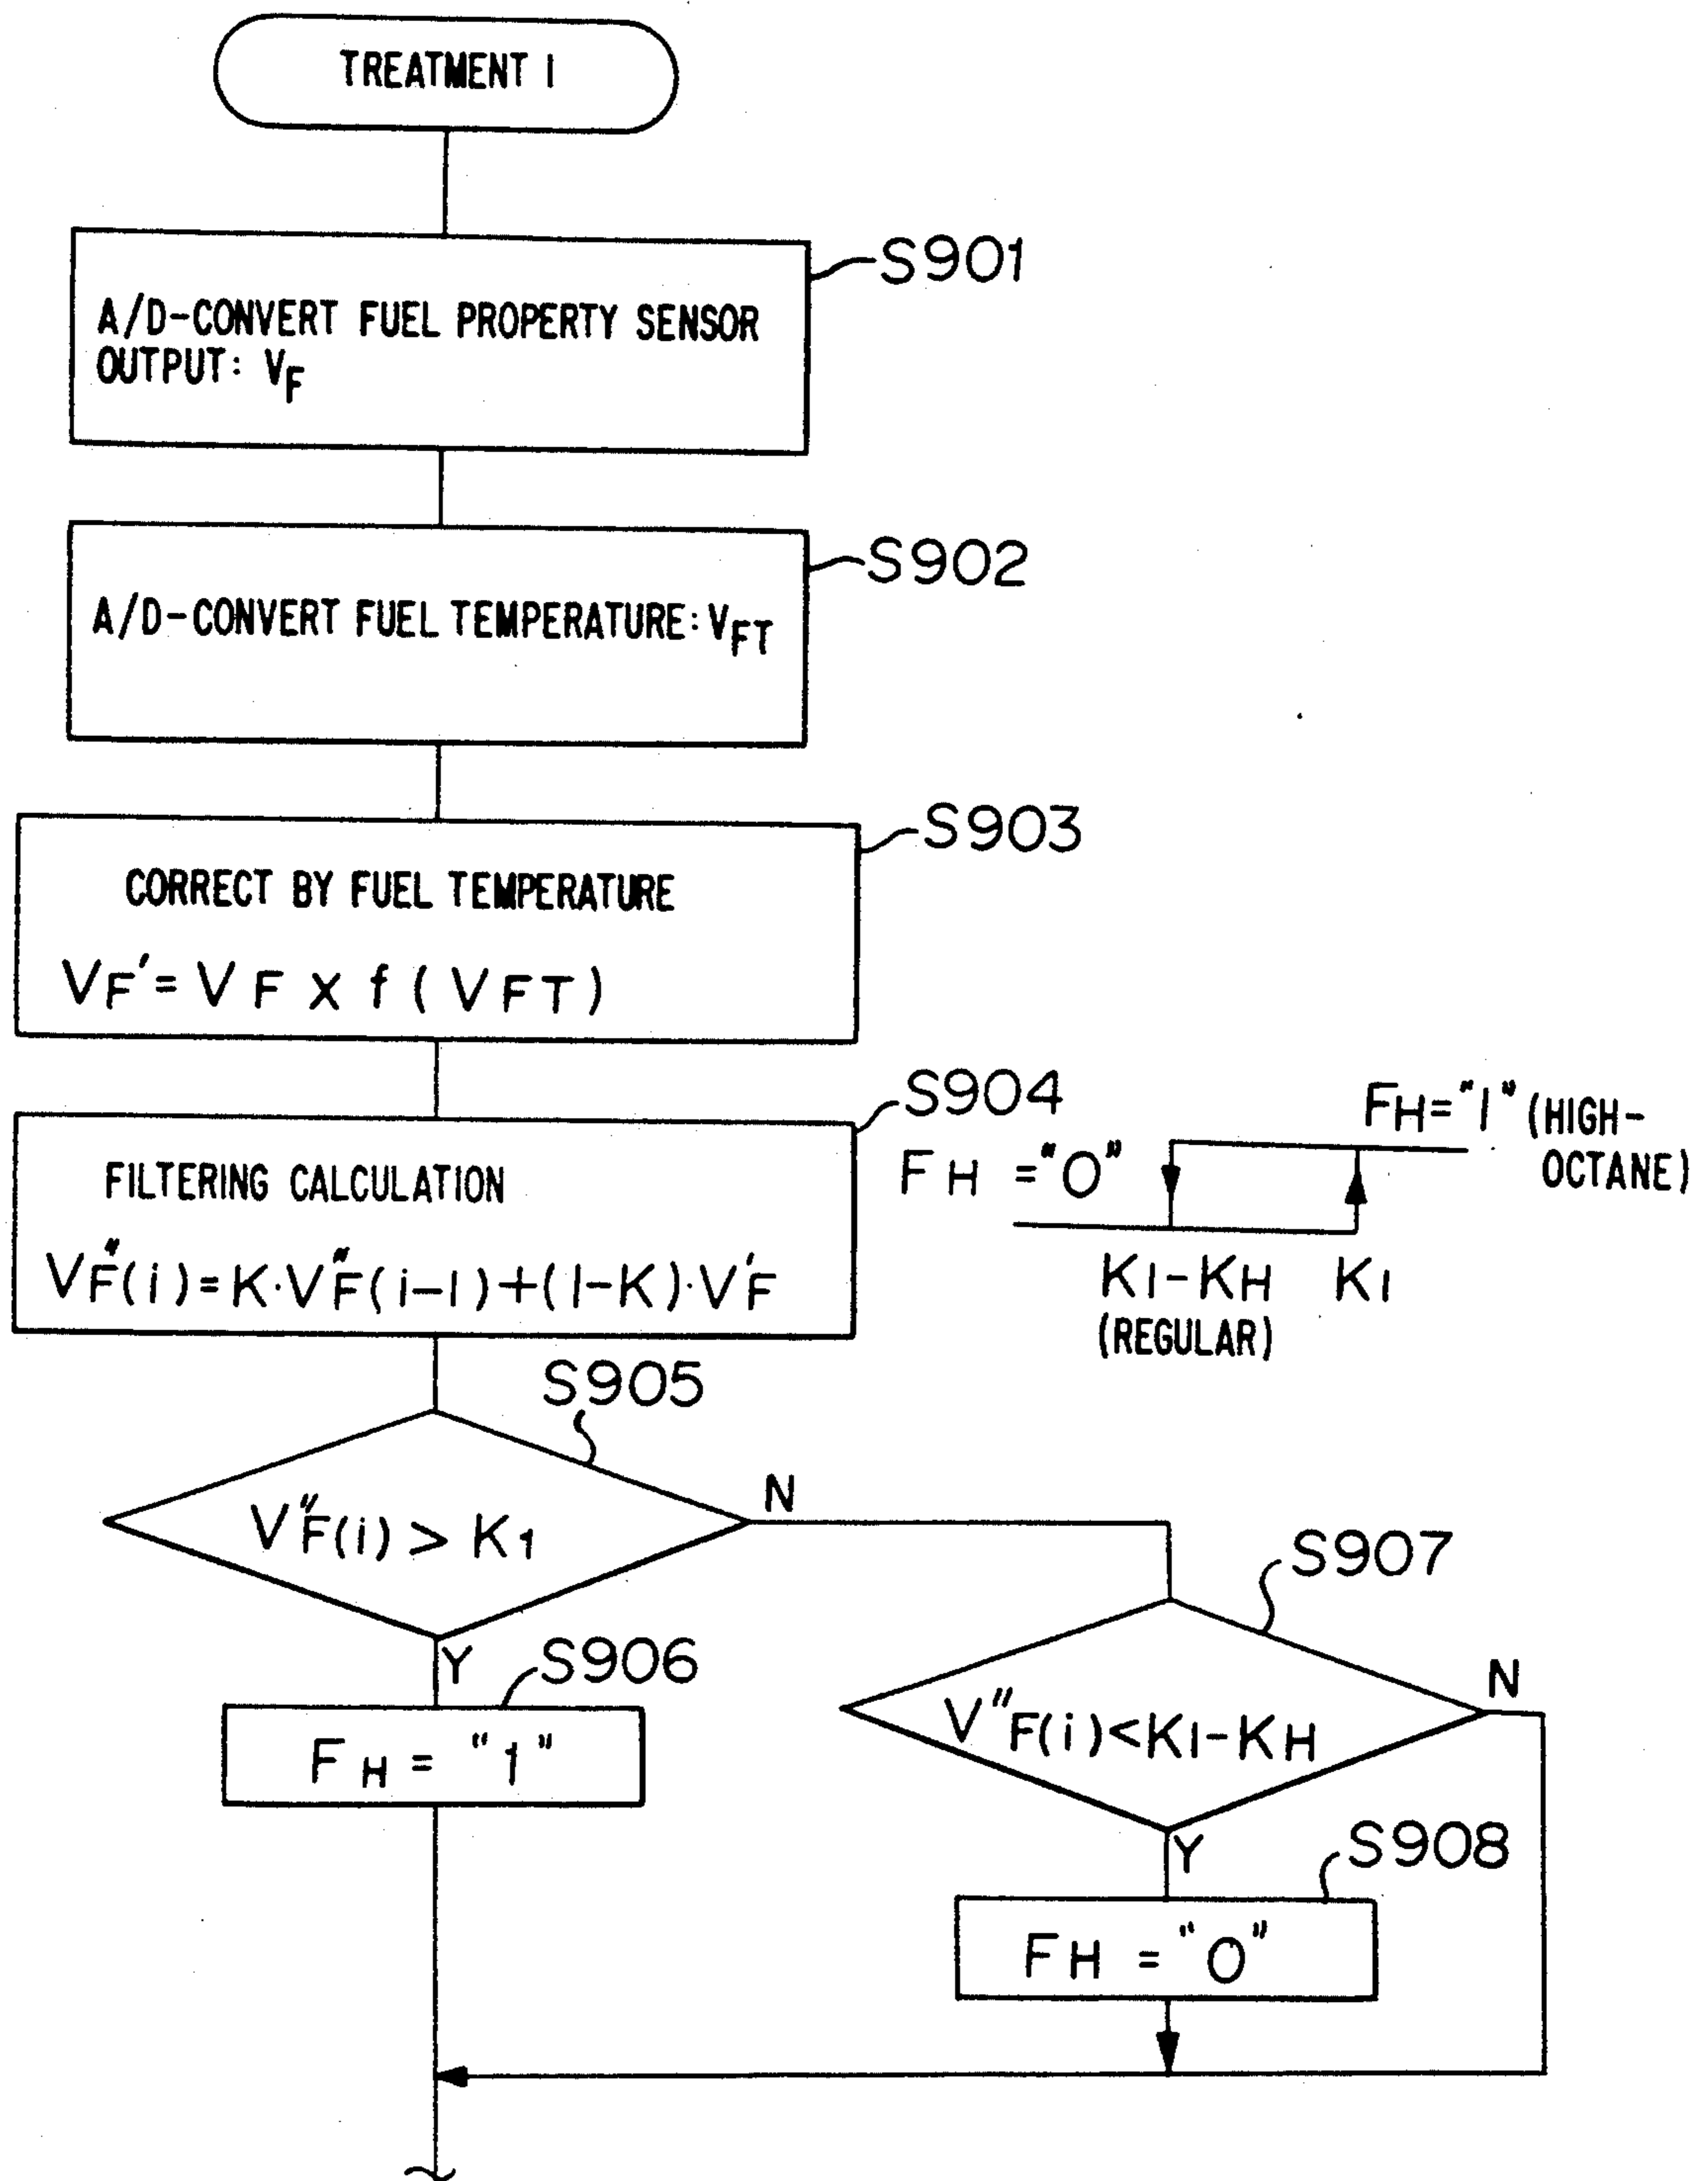 TREATMENT 1
S901
A/D-CONVERT FUEL PROPERTY SENSOR
OUTPUT: VF
S902
A/D-CONVERT FUEL TEMPERATURE: VFT
S903
CORRECT BY FUEL TEMPERATURE
VF' = VF x f ( VFT )
S904
FILTERING CALCULATION
VF"(i) = K·VF"(i-1)+(1-K)·V'F
FH = "0"
FH = "1" (HIGH-
OCTANE)
K1-KH
K1
(REGULAR)
S905
V"F(i) > K1
N
Y
S906
FH = "1"
S907
V"F(i)<K1-KH
N
Y
S908
FH = "0"